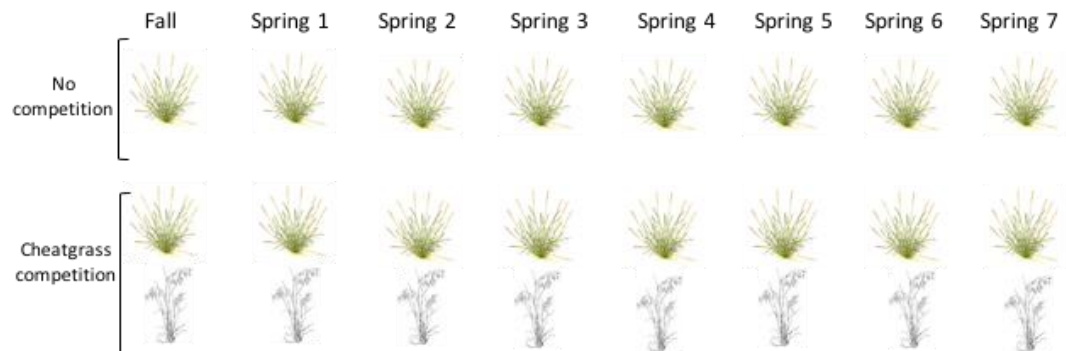 Fall Spring 1 Spring 2 Spring 3 Spring 4 Spring 5 Spring 6 Spring 7
No
competition
Cheatgrass
competition